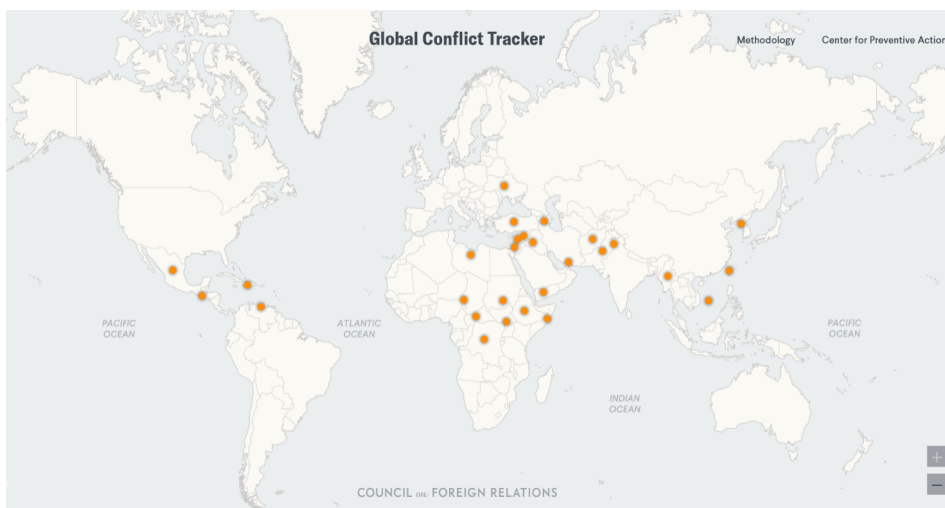 Global Conflict Tracker
Methodology
Center for Preventive Action
PACIFIC
OCEAN
ATLANTIC
OCEAN
PACIFIC
OCEAN
INDIAN
OCEAN
+
−
COUNCIL on FOREIGN RELATIONS